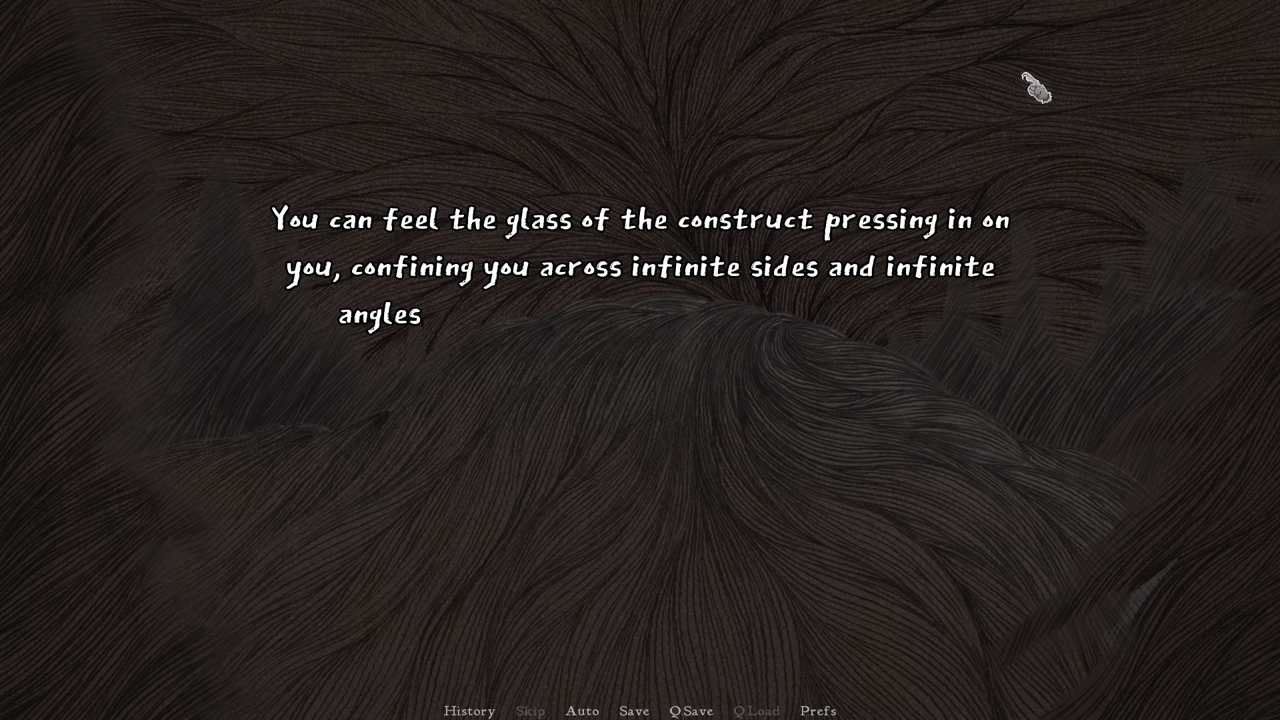 You can feel the glass of the construct pressing in on
you, confining you across infinite sides and infinite
angles
History Skip Auto Save Q.Save Q.Load Prefs